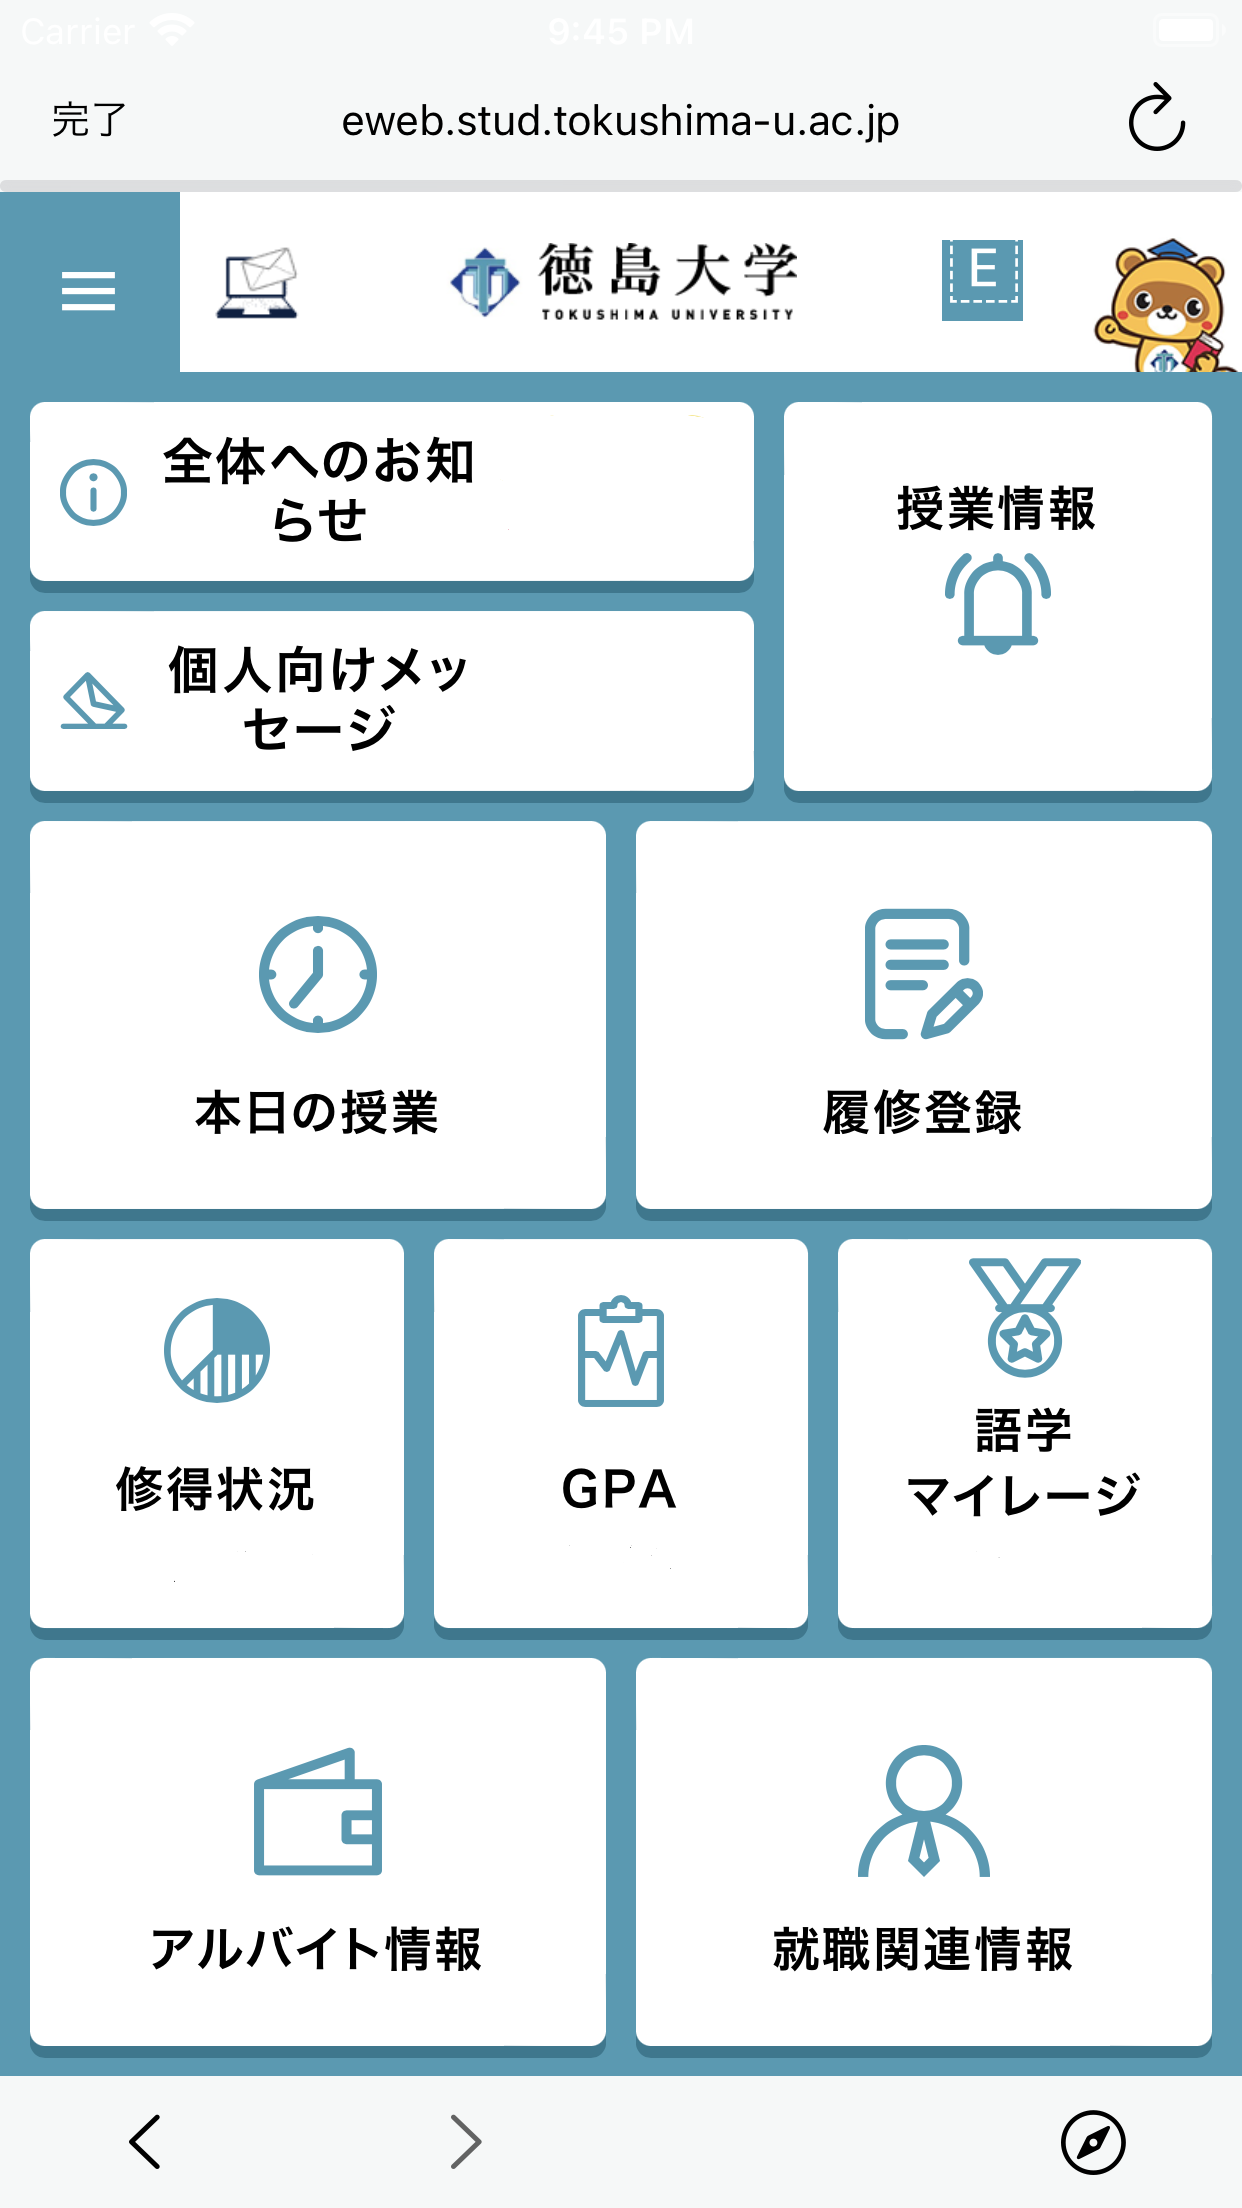 Carrier
9:45 PM
完了
eweb.stud.tokushima-u.ac.jp
徳島大学
TOKUSHIMA UNIVERSITY
E
全体へのお知
らせ
授業情報
個人向けメッ
セージ
本日の授業
履修登録
修得状況
GPA
語学
マイレージ
アルバイト情報
就職関連情報